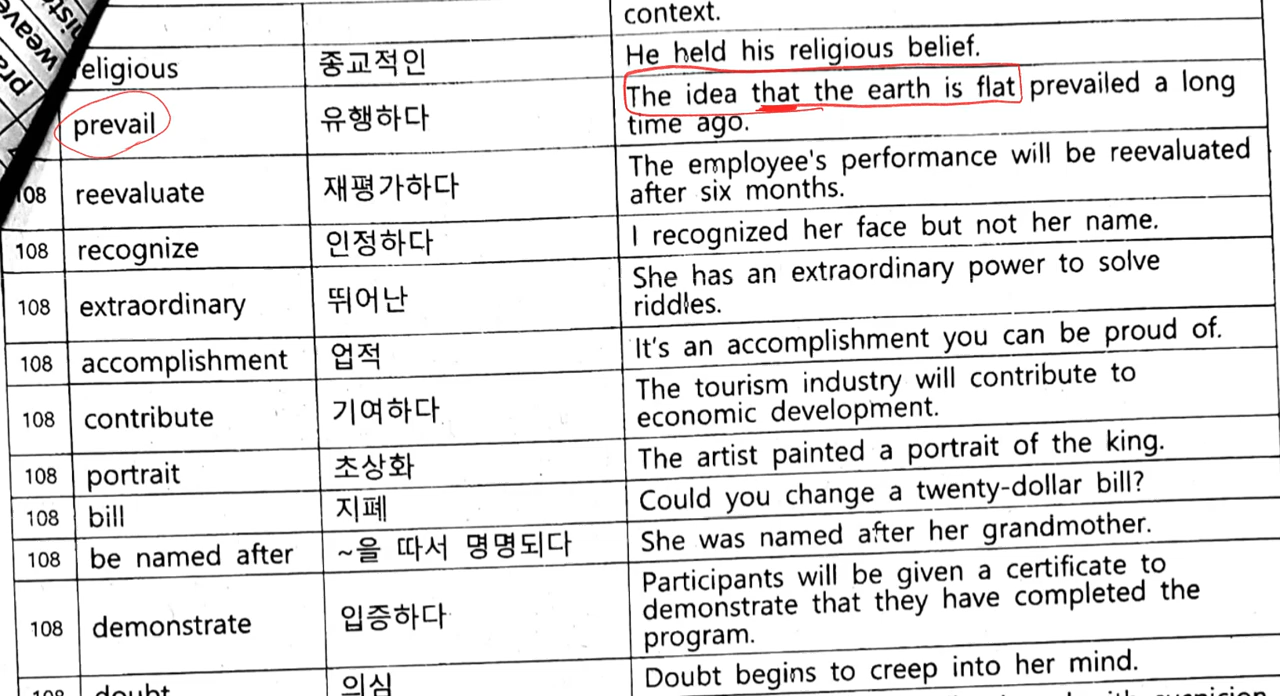 context.
religious 종교적인 He held his religious belief.
prevail 유행하다 The idea that the earth is flat prevailed a long
time ago.
108 reevaluate 재평가하다 The employee's performance will be reevaluated
after six months.
108 recognize 인정하다 I recognized her face but not her name.
108 extraordinary 뛰어난 She has an extraordinary power to solve
riddles.
108 accomplishment 업적 It's an accomplishment you can be proud of.
108 contribute 기여하다 The tourism industry will contribute to
economic development.
108 portrait 초상화 The artist painted a portrait of the king.
108 bill 지폐 Could you change a twenty-dollar bill?
108 be named after ~을 따서 명명되다 She was named after her grandmother.
108 demonstrate 입증하다 Participants will be given a certificate to
demonstrate that they have completed the
program.
108 doubt 의심 Doubt begins to creep into her mind.
with suspicion
weave